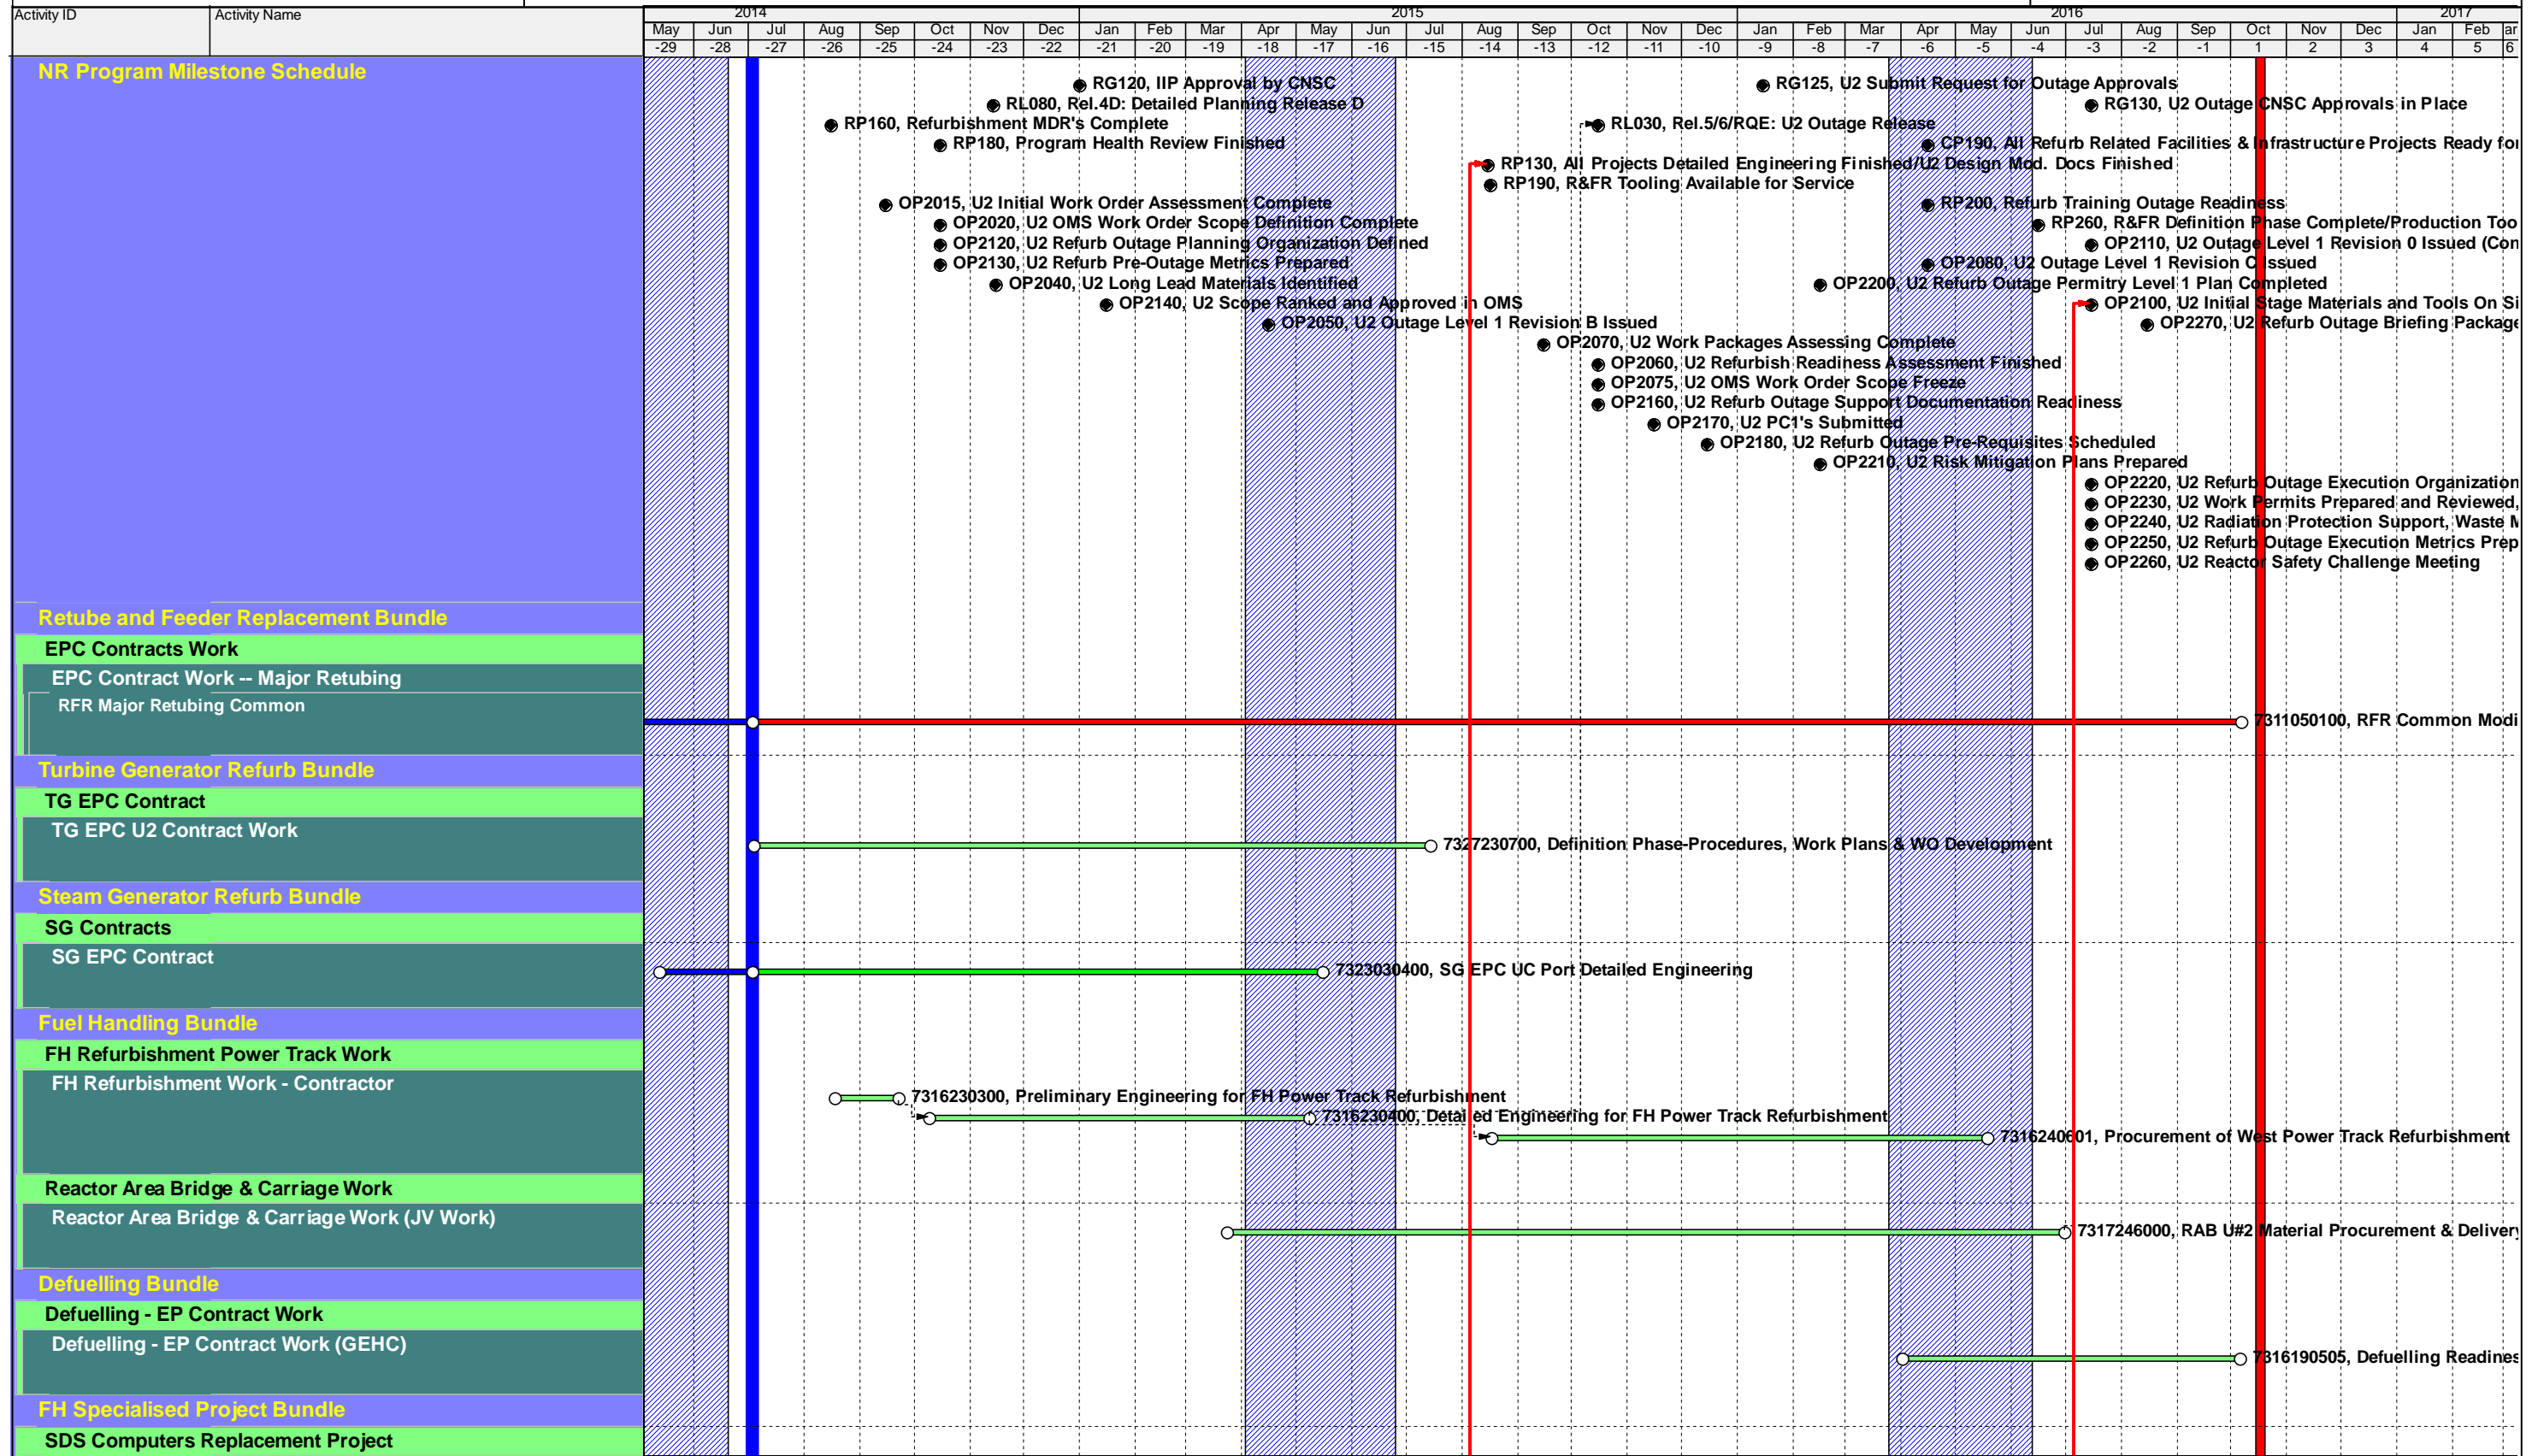 Activity ID Activity Name 2014 2015 2016 2017
May Jun Jul Aug Sep Oct Nov Dec Jan Feb Mar Apr May Jun Jul Aug Sep Oct Nov Dec Jan Feb Mar Apr May Jun Jul Aug Sep Oct Nov Dec Jan Feb ar
-29 -28 -27 -26 -25 -24 -23 -22 -21 -20 -19 -18 -17 -16 -15 -14 -13 -12 -11 -10 -9 -8 -7 -6 -5 -4 -3 -2 -1 1 2 3 4 5 6
NR Program Milestone Schedule
RG120, IIP Approval by CNSC RG125, U2 Submit Request for Outage Approvals
RL080, Rel.4D: Detailed Planning Release D RG130, U2 Outage CNSC Approvals in Place
RP160, Refurbishment MDR's Complete RL030, Rel.5/6/RQE: U2 Outage Release
RP180, Program Health Review Finished CP190, All Refurb Related Facilities & Infrastructure Projects Ready for
RP130, All Projects Detailed Engineering Finished/U2 Design Mod. Docs Finished
RP190, R&FR Tooling Available for Service
OP2015, U2 Initial Work Order Assessment Complete RP200, Refurb Training Outage Readiness
OP2020, U2 OMS Work Order Scope Definition Complete RP260, R&FR Definition Phase Complete/Production Too
OP2120, U2 Refurb Outage Planning Organization Defined OP2110, U2 Outage Level 1 Revision 0 Issued (Con
OP2130, U2 Refurb Pre-Outage Metrics Prepared OP2080, U2 Outage Level 1 Revision C Issued
OP2040, U2 Long Lead Materials Identified OP2200, U2 Refurb Outage Permitry Level 1 Plan Completed
OP2140, U2 Scope Ranked and Approved in OMS OP2100, U2 Initial Stage Materials and Tools On Si
OP2050, U2 Outage Level 1 Revision B Issued OP2270, U2 Refurb Outage Briefing Package
OP2070, U2 Work Packages Assessing Complete
OP2060, U2 Refurbish Readiness Assessment Finished
OP2075, U2 OMS Work Order Scope Freeze
OP2160, U2 Refurb Outage Support Documentation Readiness
OP2170, U2 PC1's Submitted
OP2180, U2 Refurb Outage Pre-Requisites Scheduled
OP2210, U2 Risk Mitigation Plans Prepared
OP2220, U2 Refurb Outage Execution Organization
OP2230, U2 Work Permits Prepared and Reviewed,
OP2240, U2 Radiation Protection Support, Waste M
OP2250, U2 Refurb Outage Execution Metrics Prep
OP2260, U2 Reactor Safety Challenge Meeting
Retube and Feeder Replacement Bundle
EPC Contracts Work
EPC Contract Work -- Major Retubing
RFR Major Retubing Common
7311050100, RFR Common Modi
Turbine Generator Refurb Bundle
TG EPC Contract
TG EPC U2 Contract Work
7327230700, Definition Phase-Procedures, Work Plans & WO Development
Steam Generator Refurb Bundle
SG Contracts
SG EPC Contract
7323030400, SG EPC UC Port Detailed Engineering
Fuel Handling Bundle
FH Refurbishment Power Track Work
FH Refurbishment Work - Contractor
7316230300, Preliminary Engineering for FH Power Track Refurbishment
7316230400, Detailed Engineering for FH Power Track Refurbishment
7316240601, Procurement of West Power Track Refurbishment
Reactor Area Bridge & Carriage Work
Reactor Area Bridge & Carriage Work (JV Work)
7317246000, RAB U#2 Material Procurement & Delivery
Defuelling Bundle
Defuelling - EP Contract Work
Defuelling - EP Contract Work (GEHC)
7316190505, Defuelling Readines
FH Specialised Project Bundle
SDS Computers Replacement Project